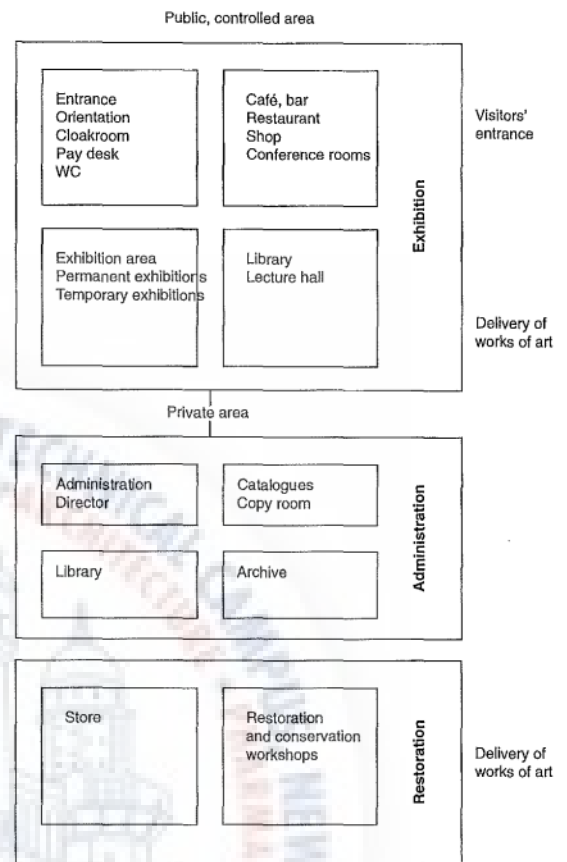 Public, controlled area
Entrance
Orientation
Cloakroom
Pay desk
WC
Café, bar
Restaurant
Shop
Conference rooms
Visitors'
entrance
Exhibition
Exhibition area
Permanent exhibitions
Temporary exhibitions
Library
Lecture hall
Delivery of
works of art
Private area
Administration
Director
Catalogues
Copy room
Administration
Library
Archive
Store
Restoration
and conservation
workshops
Restoration
Delivery of
works of art